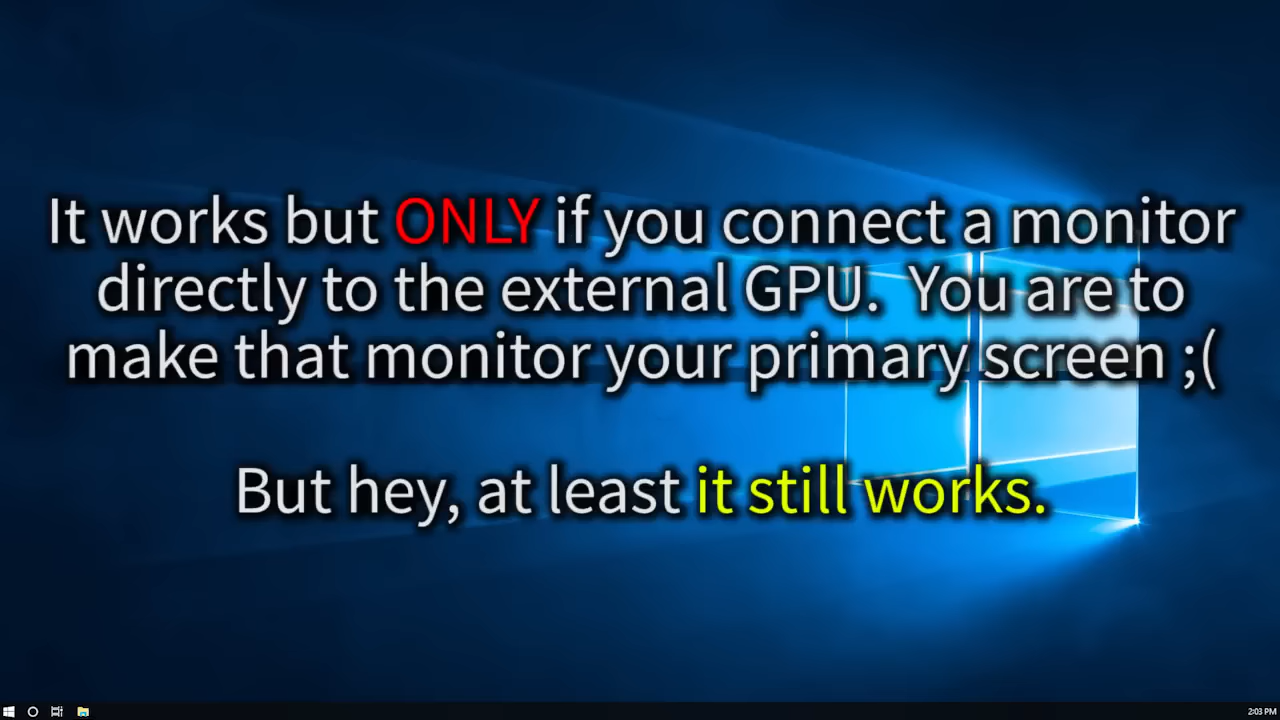 It works but ONLY if you connect a monitor
directly to the external GPU.  You are to
make that monitor your primary screen ;(
But hey, at least it still works.
2:03 PM